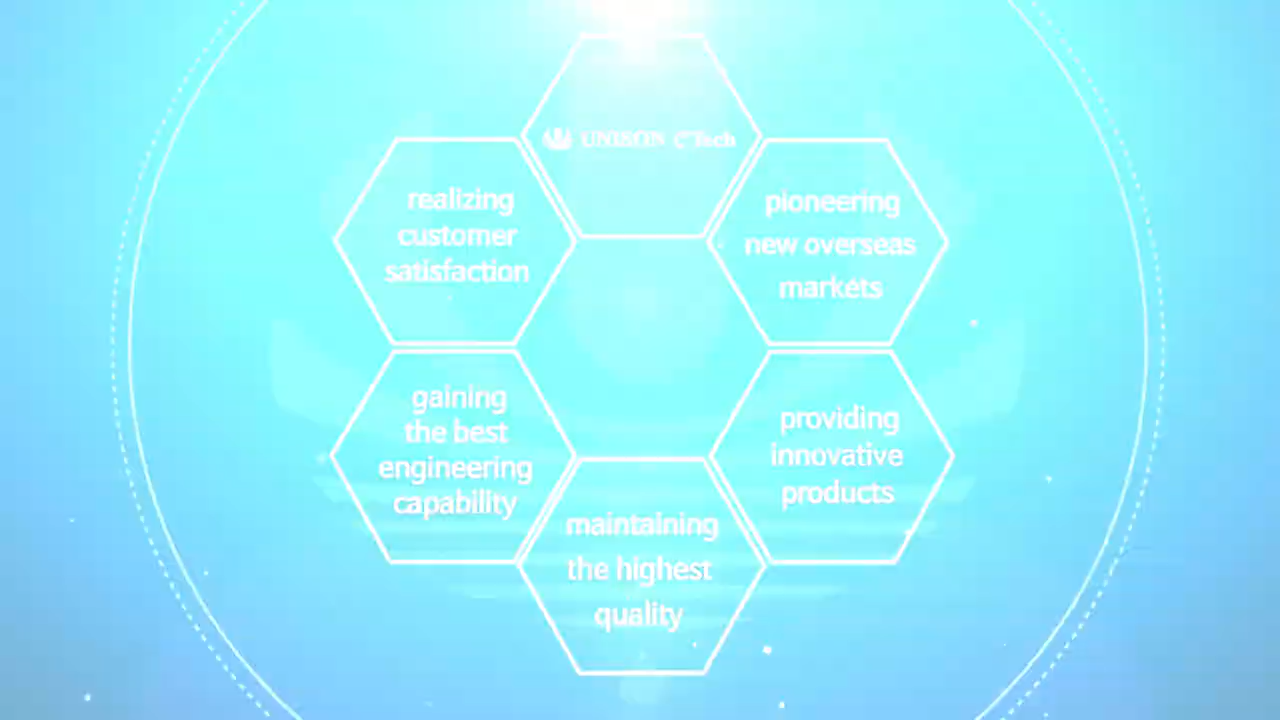 UNISON eTech
realizing
customer
satisfaction
pioneering
new overseas
markets
gaining
the best
engineering
capability
providing
innovative
products
maintaining
the highest
quality